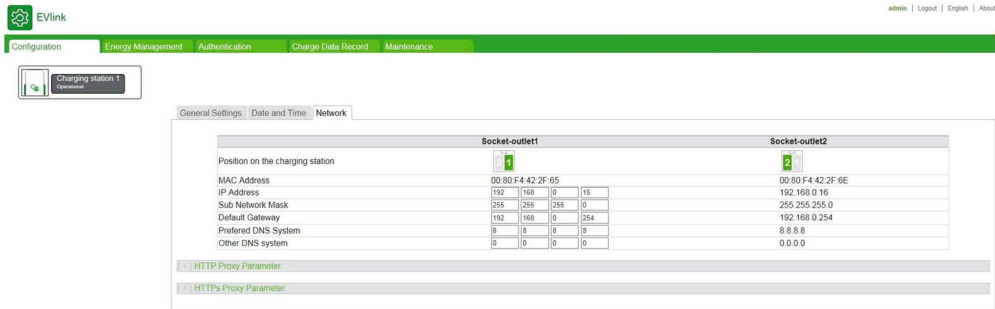 admin | Logout | English | About
EVlink
Configuration Energy Management Authentication Charge Data Record Maintenance
Charging station 1
Operational
General Settings Date and Time Network
Socket-outlet1 Socket-outlet2
Position on the charging station 2 1 2 1
MAC Address 00:80:F4:42:2F:65 00:80:F4:42:2F:6E
IP Address 192 168 0 15 192.168.0.16
Sub Network Mask 255 255 255 0 255.255.255.0
Default Gateway 192 168 0 254 192.168.0.254
Prefered DNS System 8 8 8 8 8.8.8.8
Other DNS system 0 0 0 0 0.0.0.0
| + | HTTP Proxy Parameter
| + | HTTPs Proxy Parameter